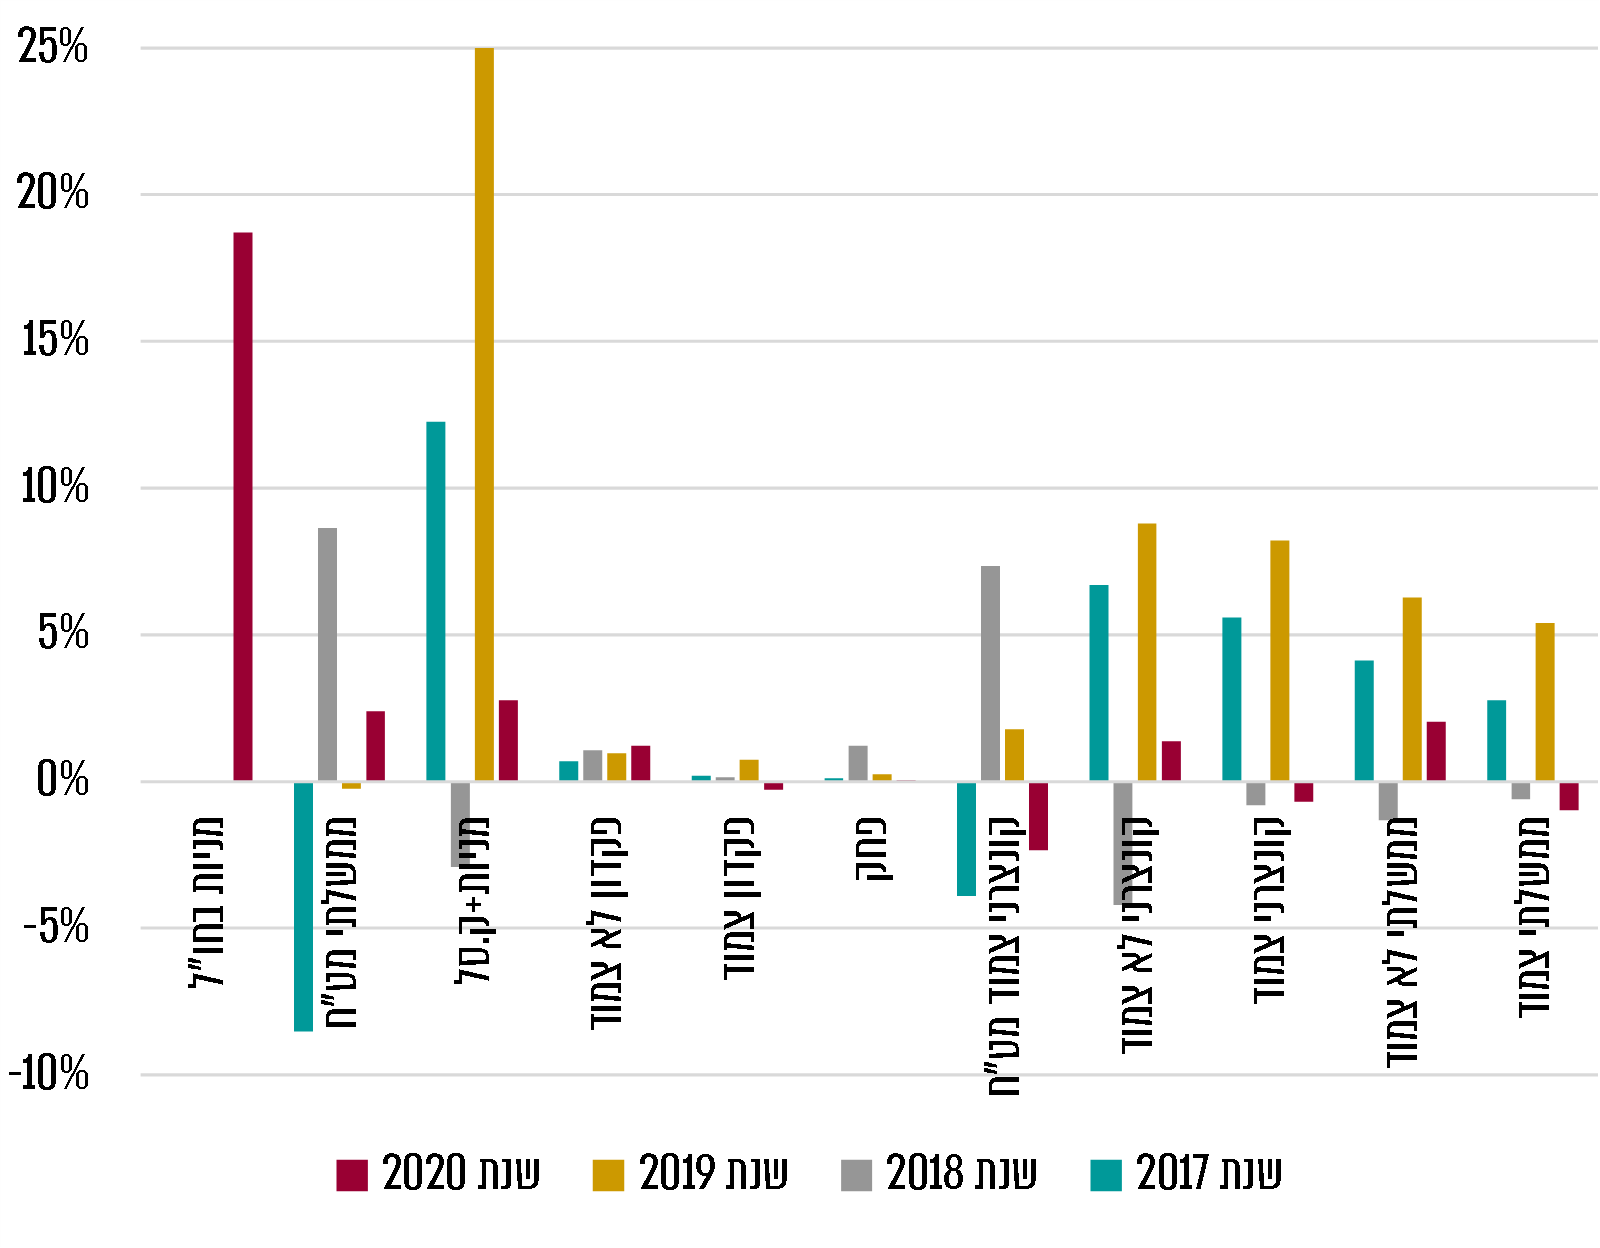 25%
20%
15%
10%
5%
0%
-5%
-10%
מניות בחו"ל
ממשלתי מט"ח
מניות+ק.סל
פקדון לא צמוד
פקדון צמוד
פחק
קונצרני צמוד מט"ח
קונצרני לא צמוד
קונצרני צמוד
ממשלתי לא צמוד
ממשלתי צמוד
שנת 2017 שנת 2018 שנת 2019 שנת 2020